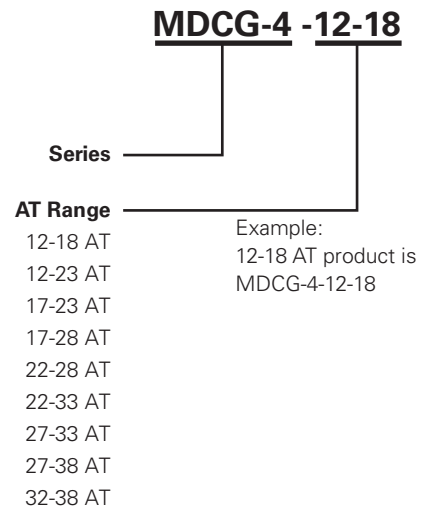 MDCG-4 -12-18
Series
AT Range
12-18 AT
12-23 AT
17-23 AT
17-28 AT
22-28 AT
22-33 AT
27-33 AT
27-38 AT
32-38 AT
Example:
12-18 AT product is
MDCG-4-12-18